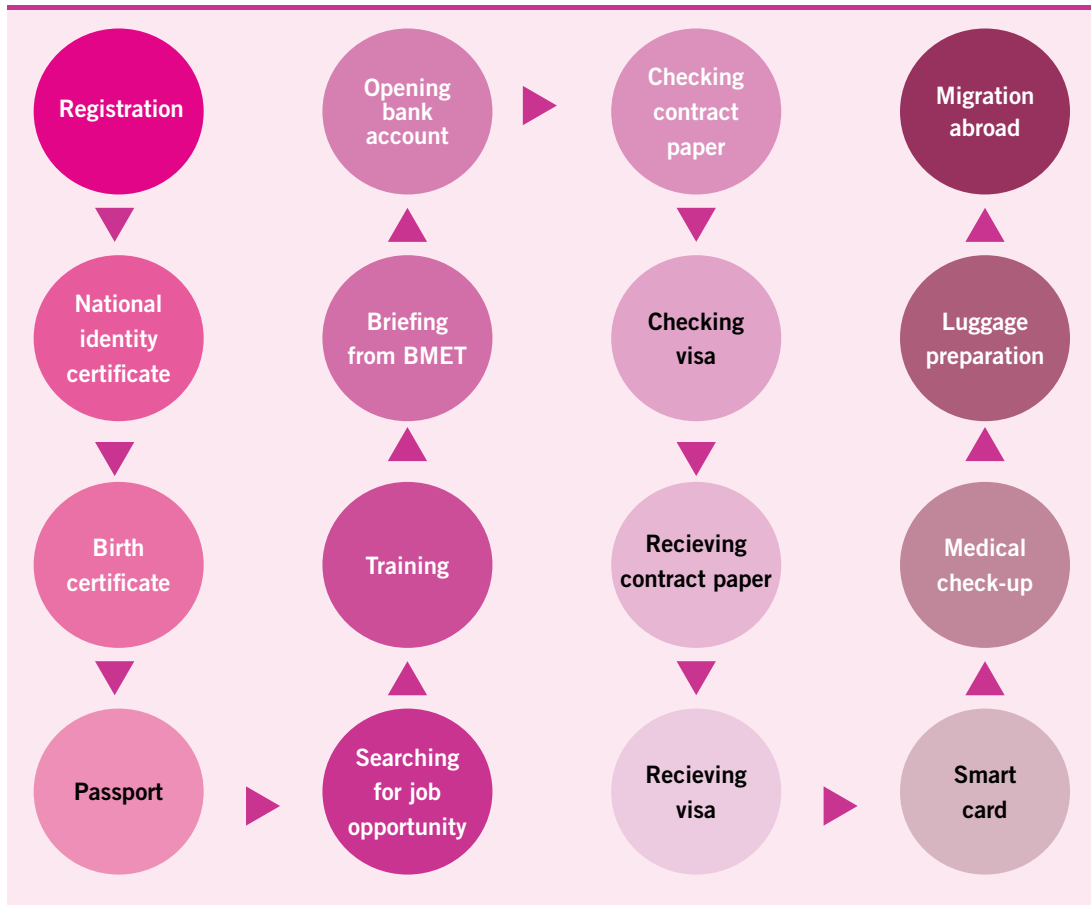 Registration
National
identity
certificate
Birth
certificate
Passport
Searching
for job
opportunity
Training
Briefing
from BMET
Opening
bank
account
Checking
contract
paper
Checking
visa
Recieving
contract paper
Recieving
visa
Smart
card
Medical
check-up
Luggage
preparation
Migration
abroad